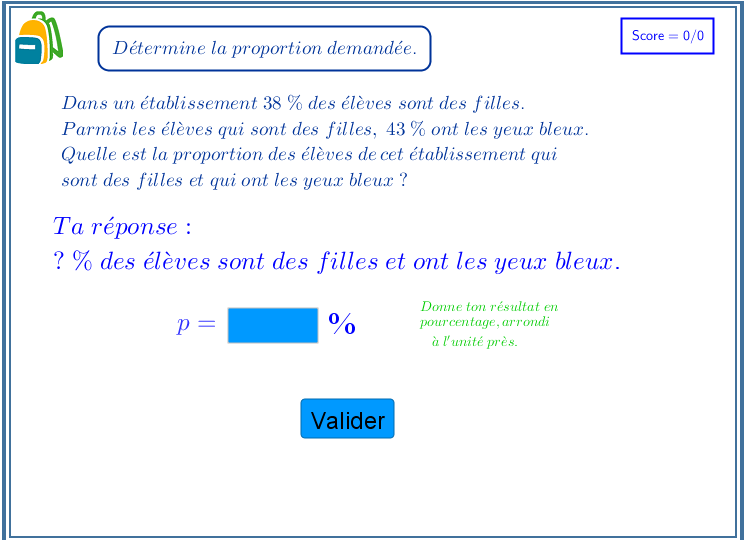 Détermine la proportion demandée.
Score = 0/0
Dans un établissement 38 % des élèves sont des filles.
Parmis les élèves qui sont des filles, 43 % ont les yeux bleux.
Quelle est la proportion des élèves de cet établissement qui
sont des filles et qui ont les yeux bleux ?
Ta réponse :
? % des élèves sont des filles et ont les yeux bleux.
p = %
Donne ton résultat en
pourcentage, arrondi
à l'unité près.
Valider